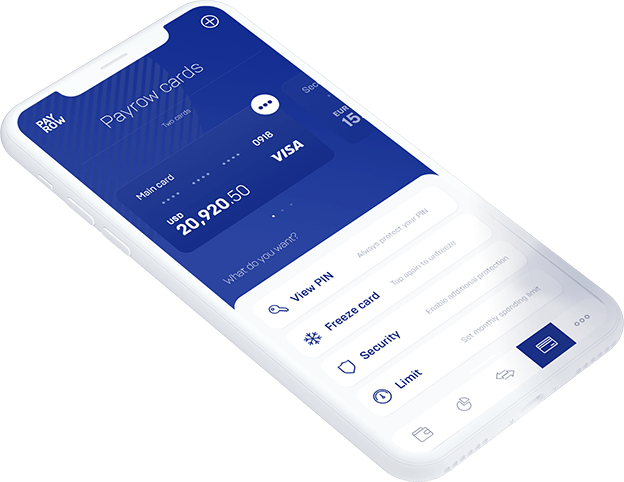 PAY
ROW
Payrow cards
Two cards
Main card
•••• •••• •••• 0918
USD
20,920.50
VISA
Sec
EUR
15
What do you want?
View PIN Always protect your PIN
Freeze card Tap again to unfreeze
Security Enable additional protection
Limit Set monthly spending limit